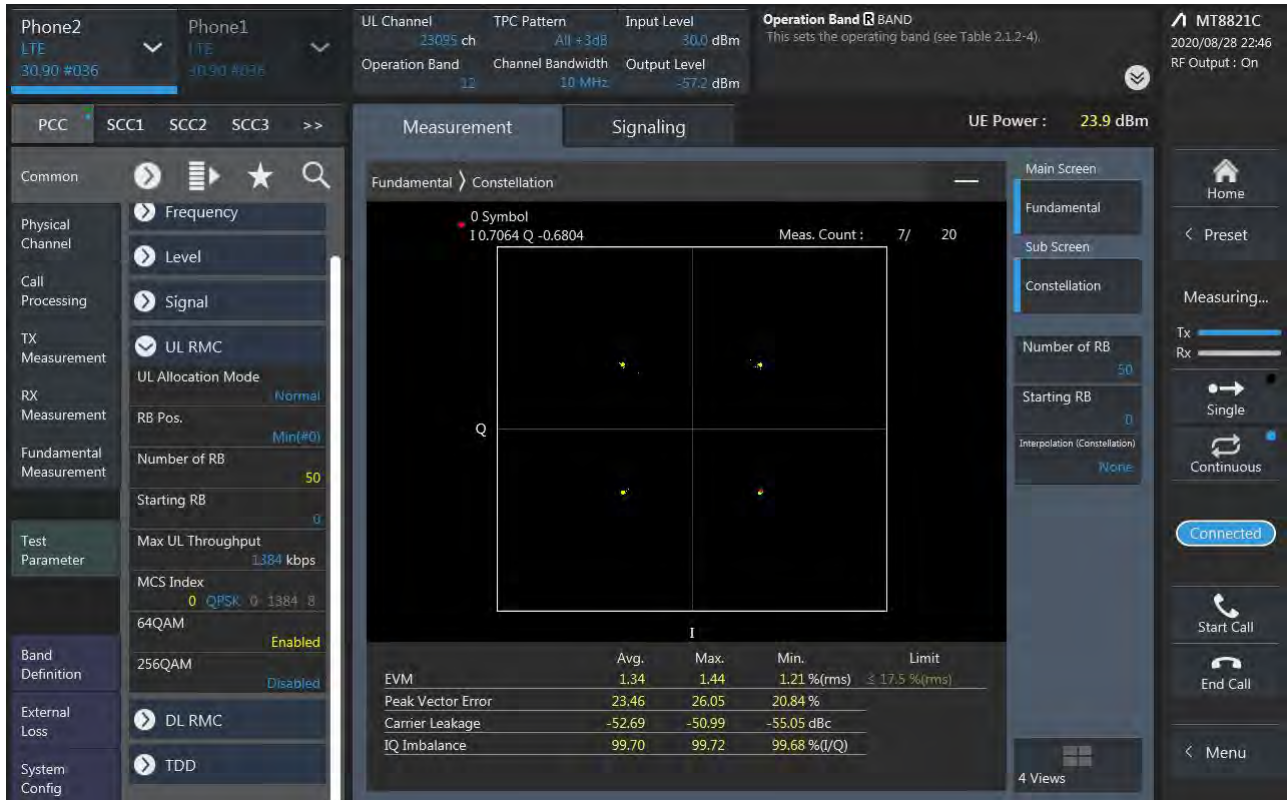 Phone2
LTE
30.90 #036
Phone1
LTE
30.90 #036
UL Channel
23095 ch
TPC Pattern
All +3dB
Input Level
30.0 dBm
Operation Band
12
Channel Bandwidth
10 MHz
Output Level
-57.2 dBm
Operation Band R BAND
This sets the operating band (see Table 2.1.2-4).
MT8821C
2020/08/28 22:46
RF Output : On
PCC SCC1 SCC2 SCC3 >>
Measurement
Signaling
UE Power : 23.9 dBm
Common
Physical
Channel
Call
Processing
TX
Measurement
RX
Measurement
Fundamental
Measurement
Test
Parameter
Band
Definition
External
Loss
System
Config
Frequency
Level
Signal
UL RMC
UL Allocation Mode
Normal
RB Pos.
Min(#0)
Number of RB
50
Starting RB
0
Max UL Throughput
1384 kbps
MCS Index
0 QPSK 0 1384 8
64QAM
Enabled
256QAM
Disabled
DL RMC
TDD
Fundamental 〉 Constellation
0 Symbol
I 0.7064 Q -0.6804
Meas. Count : 7/ 20
Q
I
Avg. Max. Min. Limit
EVM 1.34 1.44 1.21 %(rms) ≤ 17.5 %(rms)
Peak Vector Error 23.46 26.05 20.84 %
Carrier Leakage -52.69 -50.99 -55.05 dBc
IQ Imbalance 99.70 99.72 99.68 %(I/Q)
Main Screen
Fundamental
Sub Screen
Constellation
Number of RB
50
Starting RB
0
Interpolation (Constellation)
None
4 Views
Home
< Preset
Measuring...
Tx
Rx
Single
Continuous
Connected
Start Call
End Call
< Menu